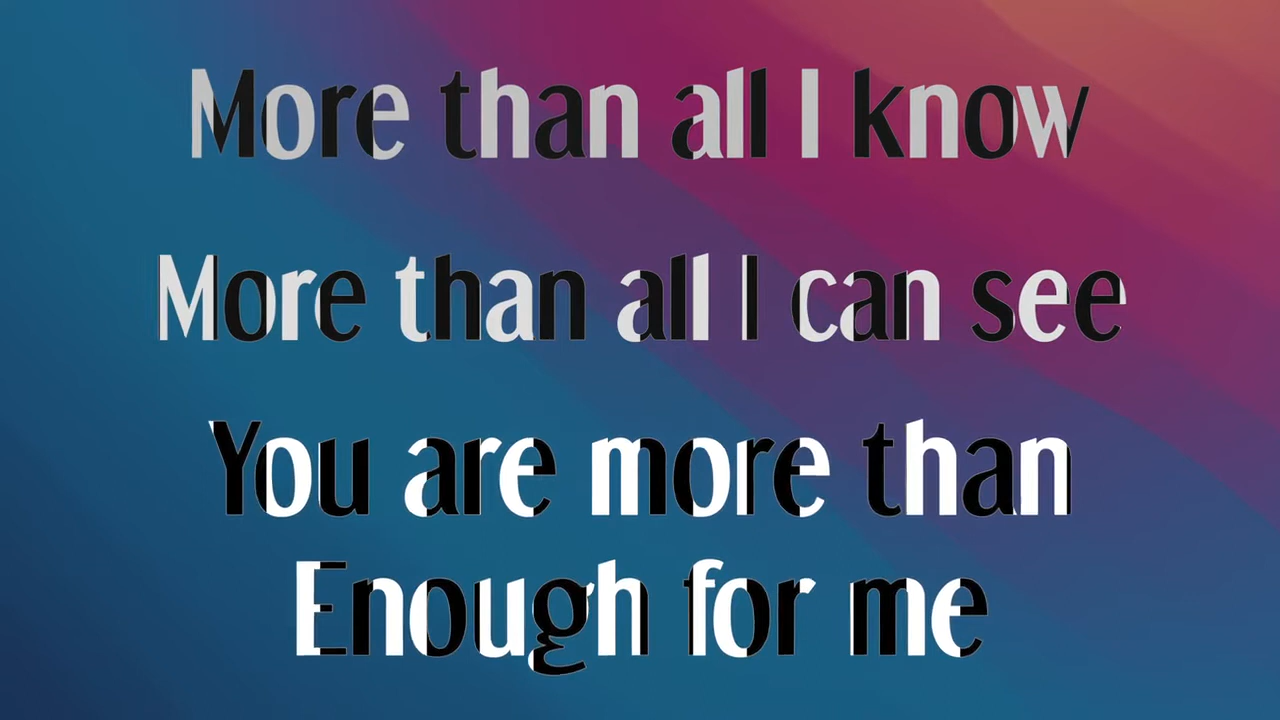 More than all I know
More than all I can see
You are more than
Enough for me